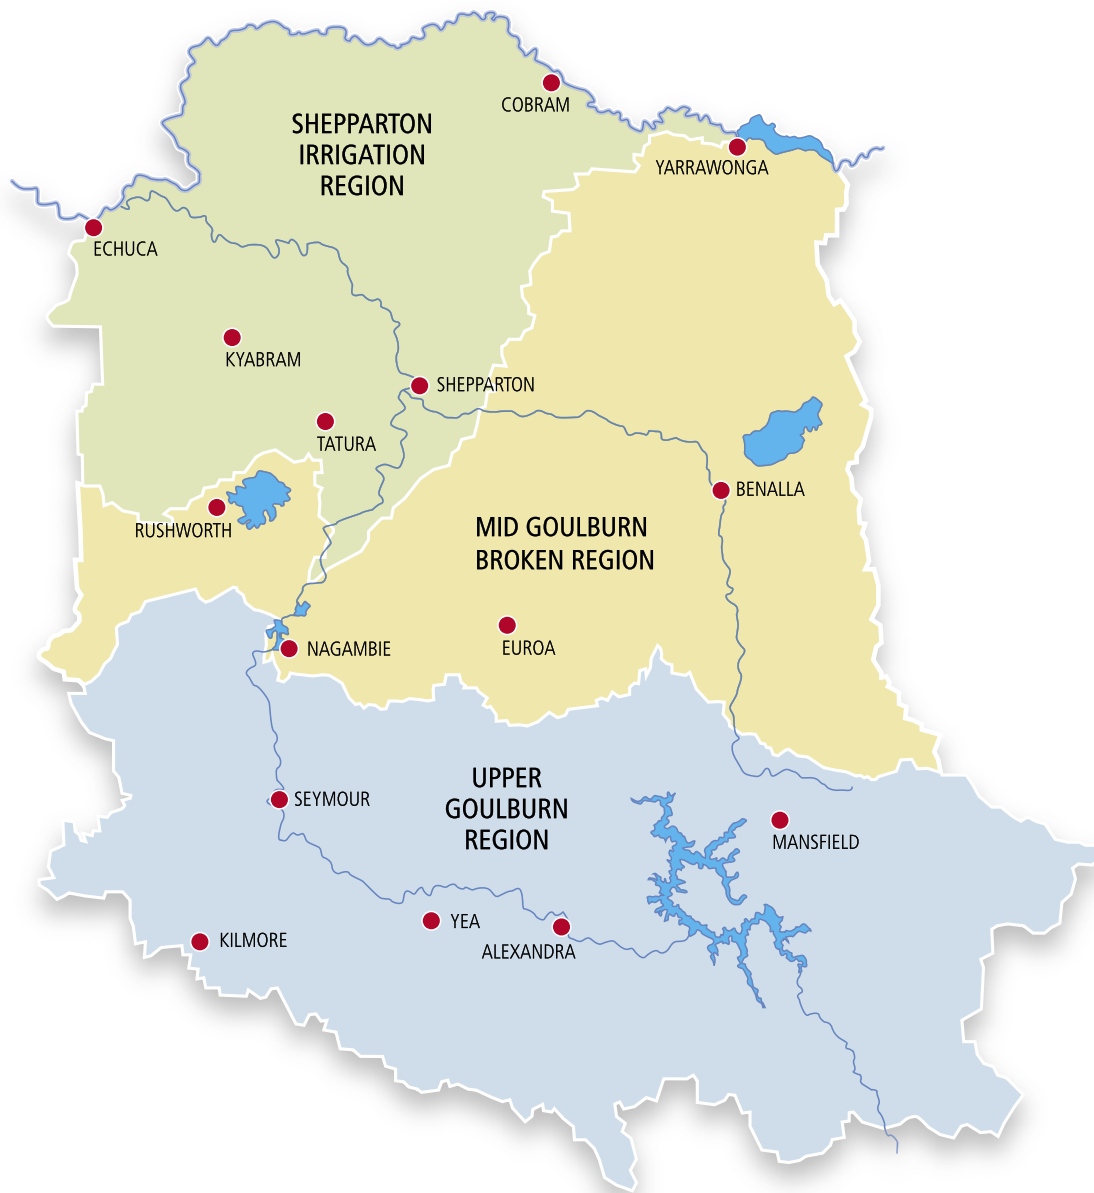 COBRAM
SHEPPARTON
IRRIGATION
REGION
YARRAWONGA
ECHUCA
KYABRAM
SHEPPARTON
TATURA
BENALLA
RUSHWORTH
MID GOULBURN
BROKEN REGION
NAGAMBIE
EUROA
UPPER
GOULBURN
REGION
SEYMOUR
MANSFIELD
YEA
KILMORE
ALEXANDRA